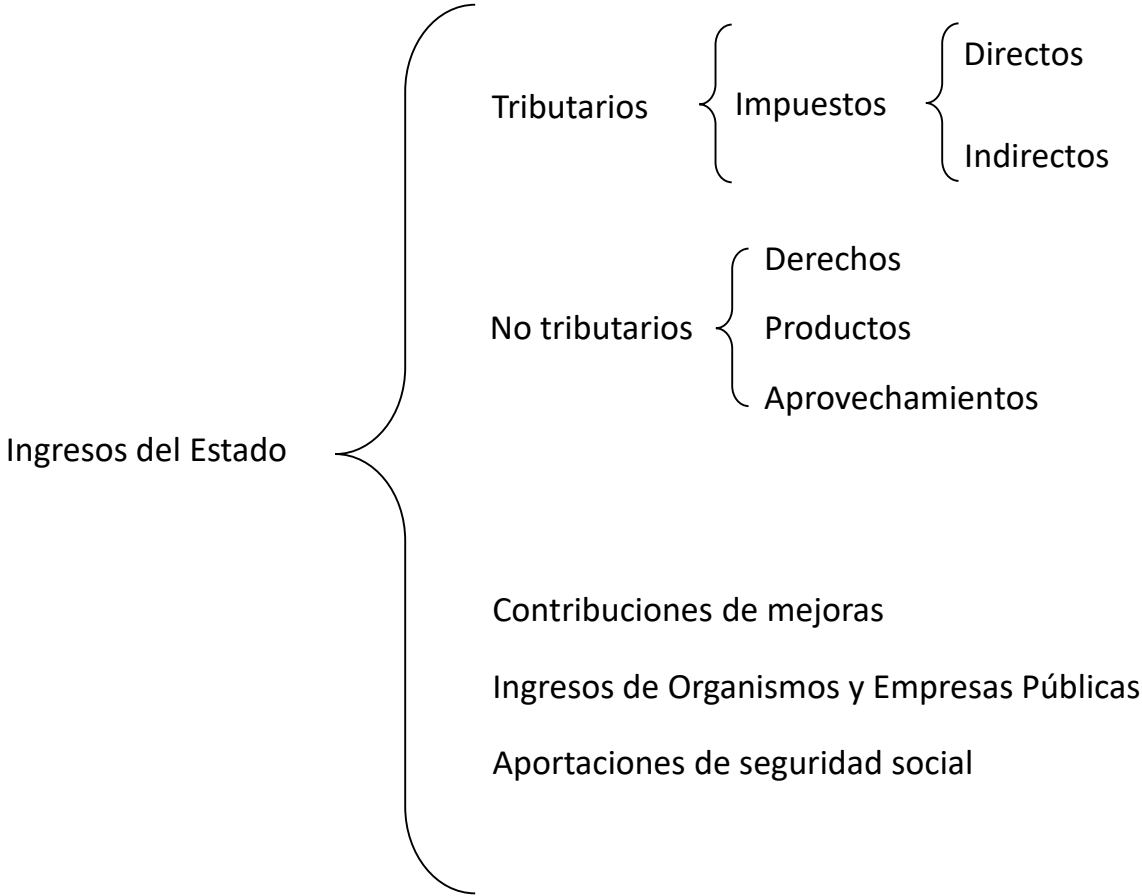 Ingresos del Estado
Tributarios
Impuestos
Directos
Indirectos
No tributarios
Derechos
Productos
Aprovechamientos
Contribuciones de mejoras
Ingresos de Organismos y Empresas Públicas
Aportaciones de seguridad social